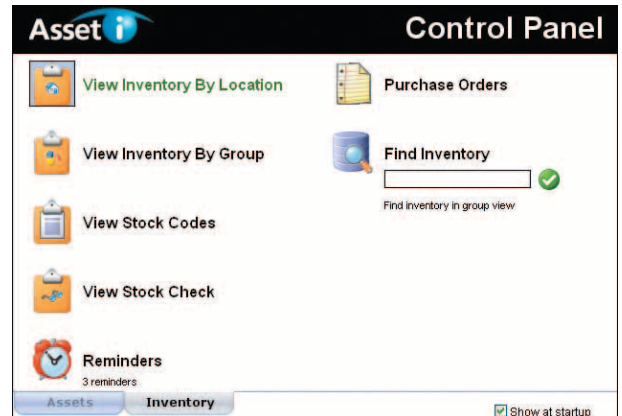 Asset i
Control Panel
View Inventory By Location
View Inventory By Group
View Stock Codes
View Stock Check
Reminders
3 reminders
Purchase Orders
Find Inventory
Find inventory in group view
Assets
Inventory
Show at startup